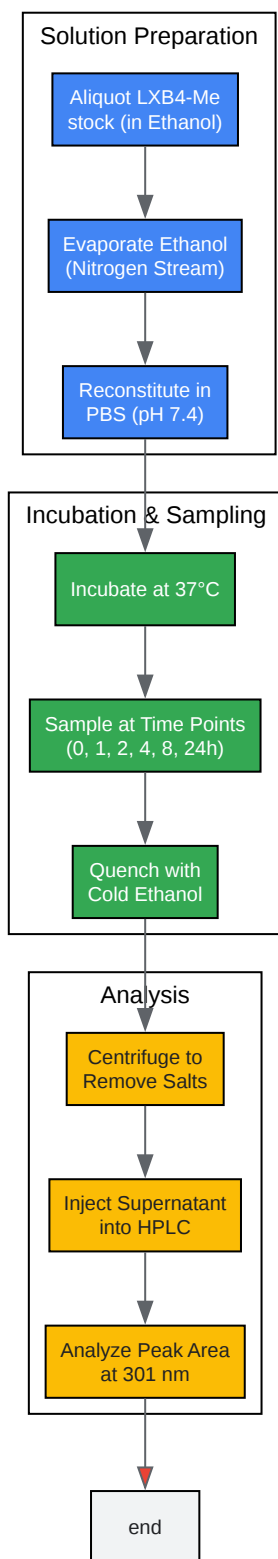 Solution Preparation
Aliquot LXB4-Me
stock (in Ethanol)
Evaporate Ethanol
(Nitrogen Stream)
Reconstitute in
PBS (pH 7.4)
Incubation & Sampling
Incubate at 37°C
Sample at Time Points
(0, 1, 2, 4, 8, 24h)
Quench with
Cold Ethanol
Analysis
Centrifuge to
Remove Salts
Inject Supernatant
into HPLC
Analyze Peak Area
at 301 nm
end